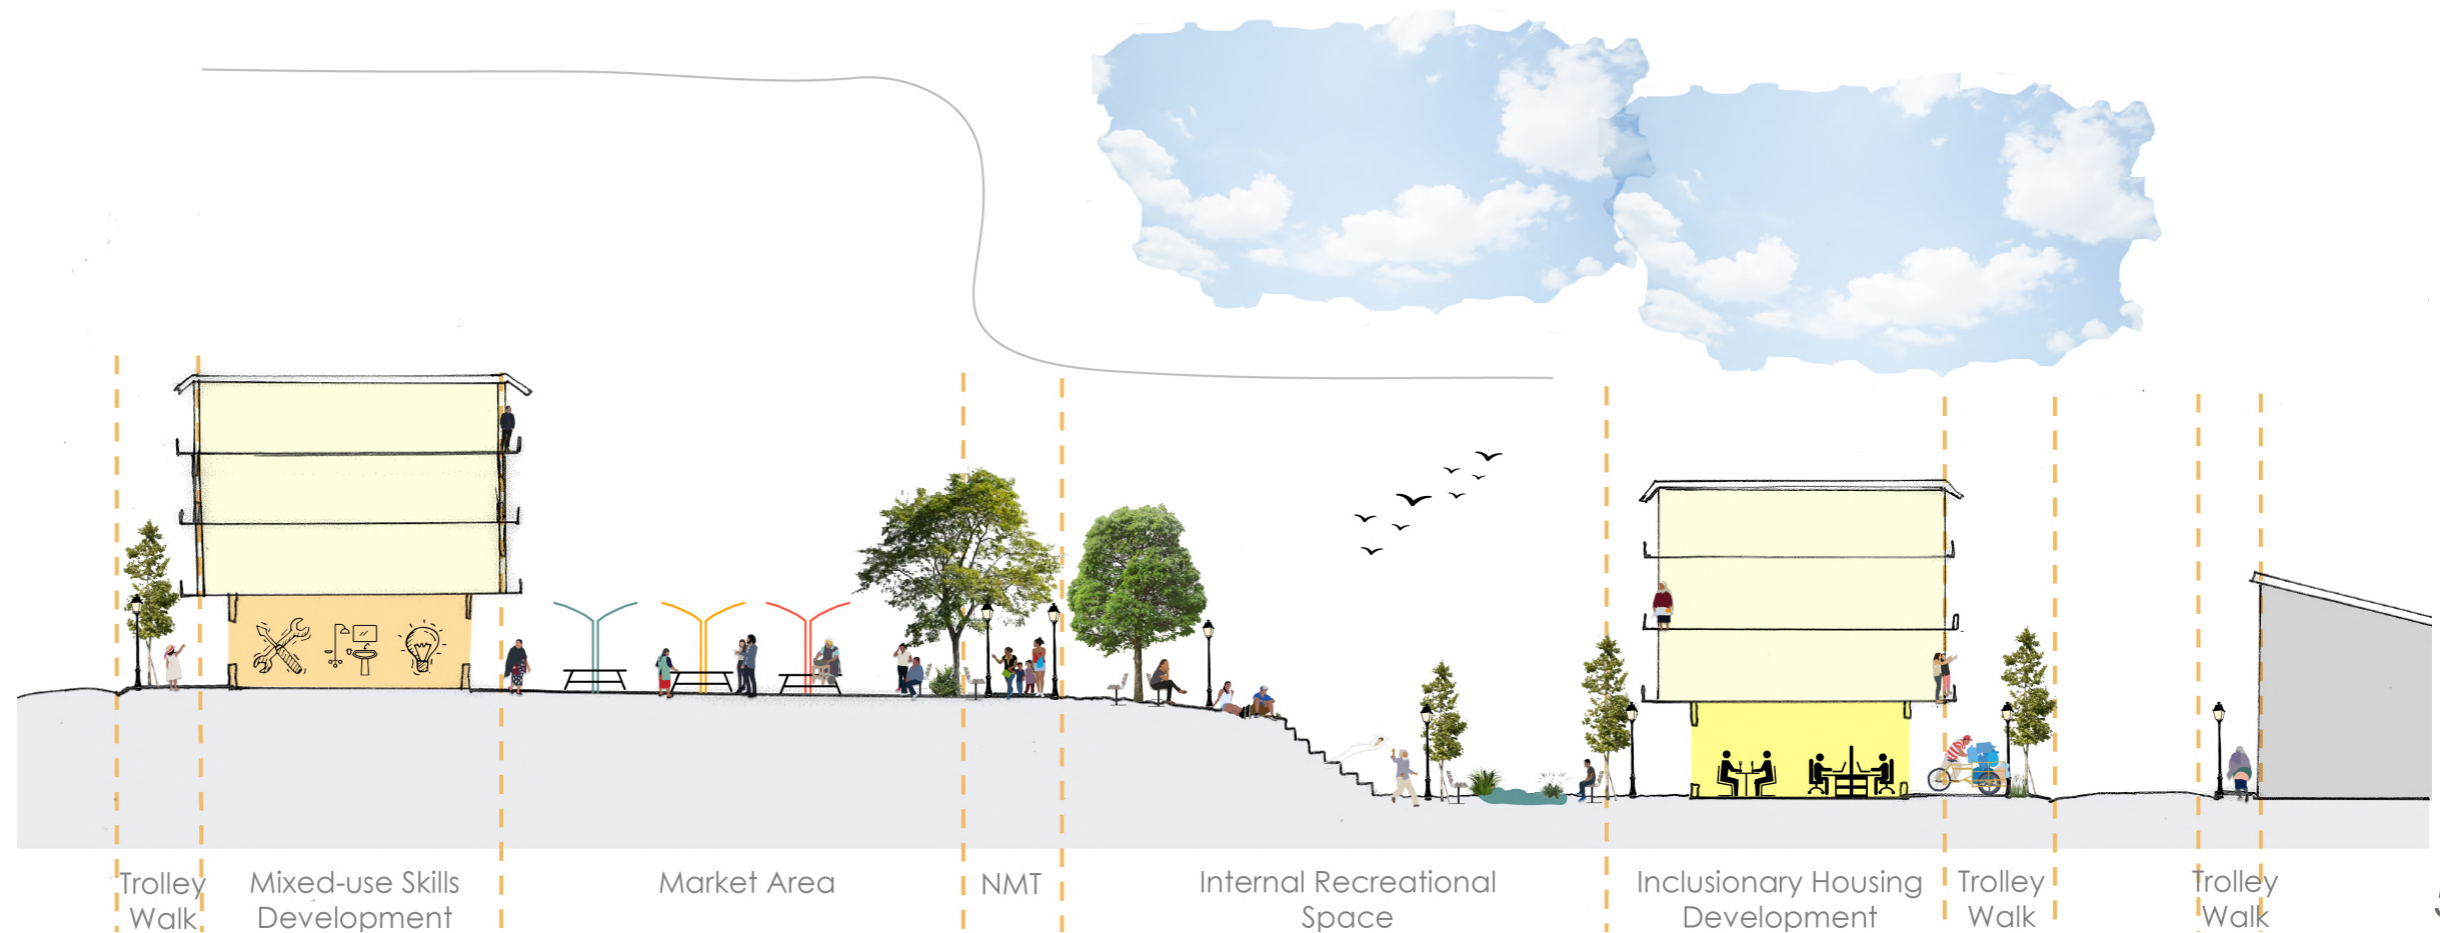 Trolley
Walk
Mixed-use Skills
Development
Market Area
NMT
Internal Recreational
Space
Inclusionary Housing
Development
Trolley
Walk
Trolley
Walk